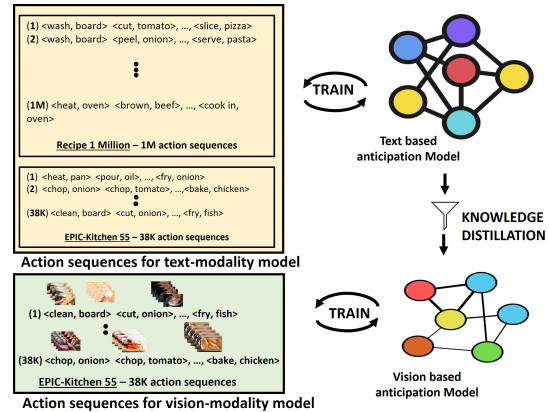 (1) <wash, board> <cut, tomato>, ..., <slice, pizza>
(2) <wash, board> <peel, onion>, ..., <serve, pasta>
(1M) <heat, oven> <brown, beef>, ..., <cook in,
oven>
Recipe 1 Million – 1M action sequences
(1) <heat, pan> <pour, oil>, ..., <fry, onion>
(2) <chop, onion> <chop, tomato>, ...,<bake, chicken>
(38K) <clean, board> <cut, onion>, ..., <fry, fish>
EPIC-Kitchen 55 – 38K action sequences
Action sequences for text-modality model
TRAIN
Text based
anticipation Model
KNOWLEDGE
DISTILLATION
(1) <clean, board> <cut, onion>, ..., <fry, fish>
(38K) <chop, onion> <chop, tomato>, ..., <bake, chicken>
EPIC-Kitchen 55 – 38K action sequences
Action sequences for vision-modality model
TRAIN
Vision based
anticipation Model